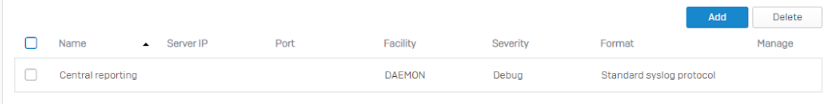 Add Delete
Name Server IP Port Facility Severity Format Manage
Central reporting DAEMON Debug Standard syslog protocol